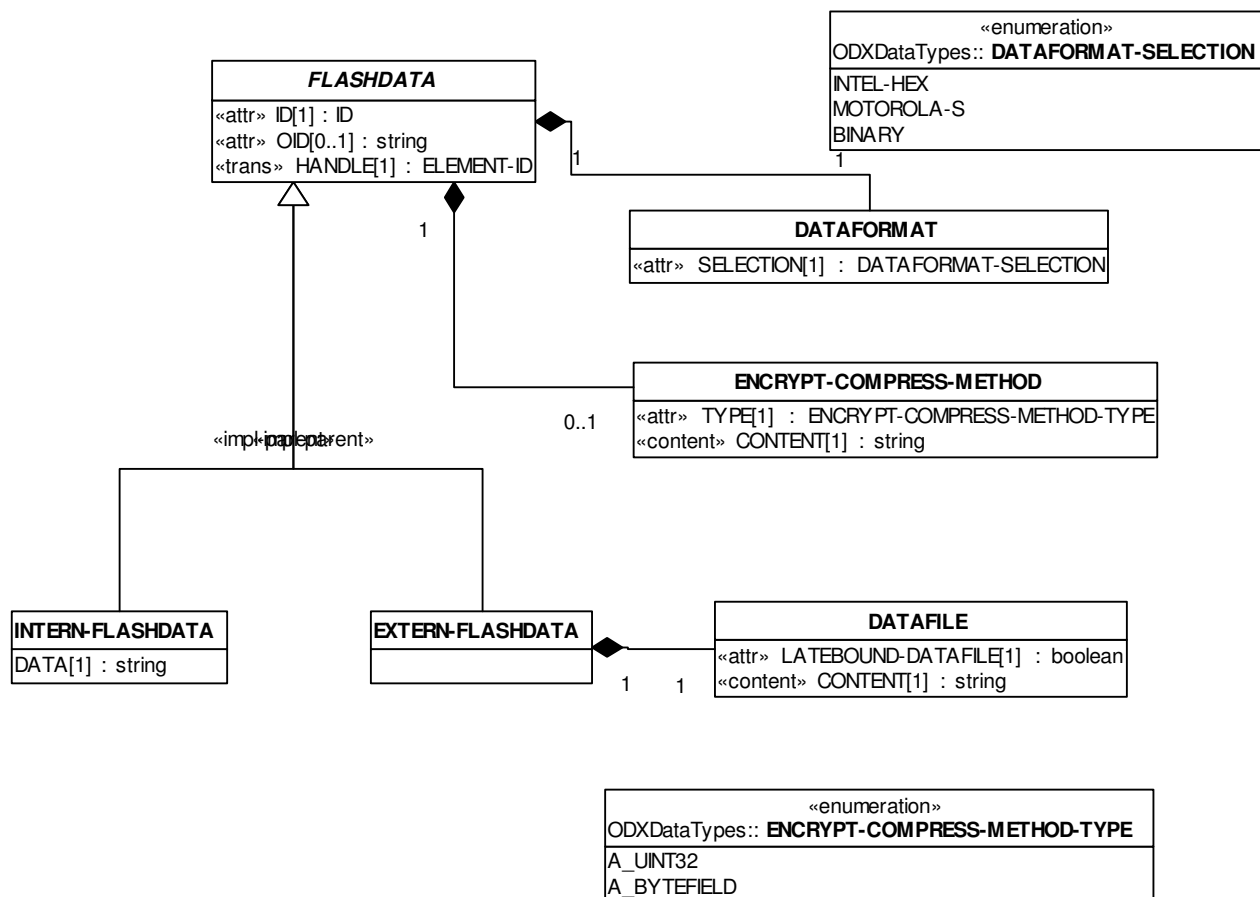 «enumeration»
ODXDataTypes:: DATAFORMAT-SELECTION
INTEL-HEX
MOTOROLA-S
BINARY
FLASHDATA
«attr» ID[1] : ID
«attr» OID[0..1] : string
«trans» HANDLE[1] : ELEMENT-ID
1
1
1
DATAFORMAT
«attr» SELECTION[1] : DATAFORMAT-SELECTION
ENCRYPT-COMPRESS-METHOD
«attr» TYPE[1] : ENCRYPT-COMPRESS-METHOD-TYPE
«content» CONTENT[1] : string
0..1
INTERN-FLASHDATA
DATA[1] : string
EXTERN-FLASHDATA
1
1
DATAFILE
«attr» LATEBOUND-DATAFILE[1] : boolean
«content» CONTENT[1] : string
«enumeration»
ODXDataTypes:: ENCRYPT-COMPRESS-METHOD-TYPE
A_UINT32
A_BYTEFIELD